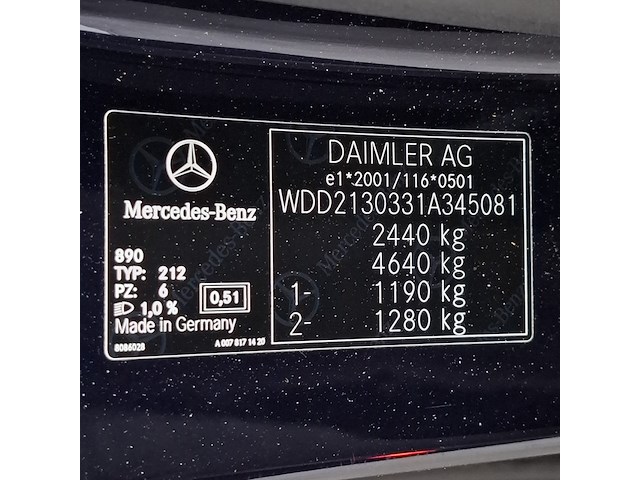 Mercedes-Benz
890
TYP: 212
PZ: 6
1,0 %
0,51
Made in Germany
8086028
A 007 817 14 20
DAIMLER AG
e1*2001/116*0501
WDD2130331A345081
2440 kg
4640 kg
1- 1190 kg
2- 1280 kg